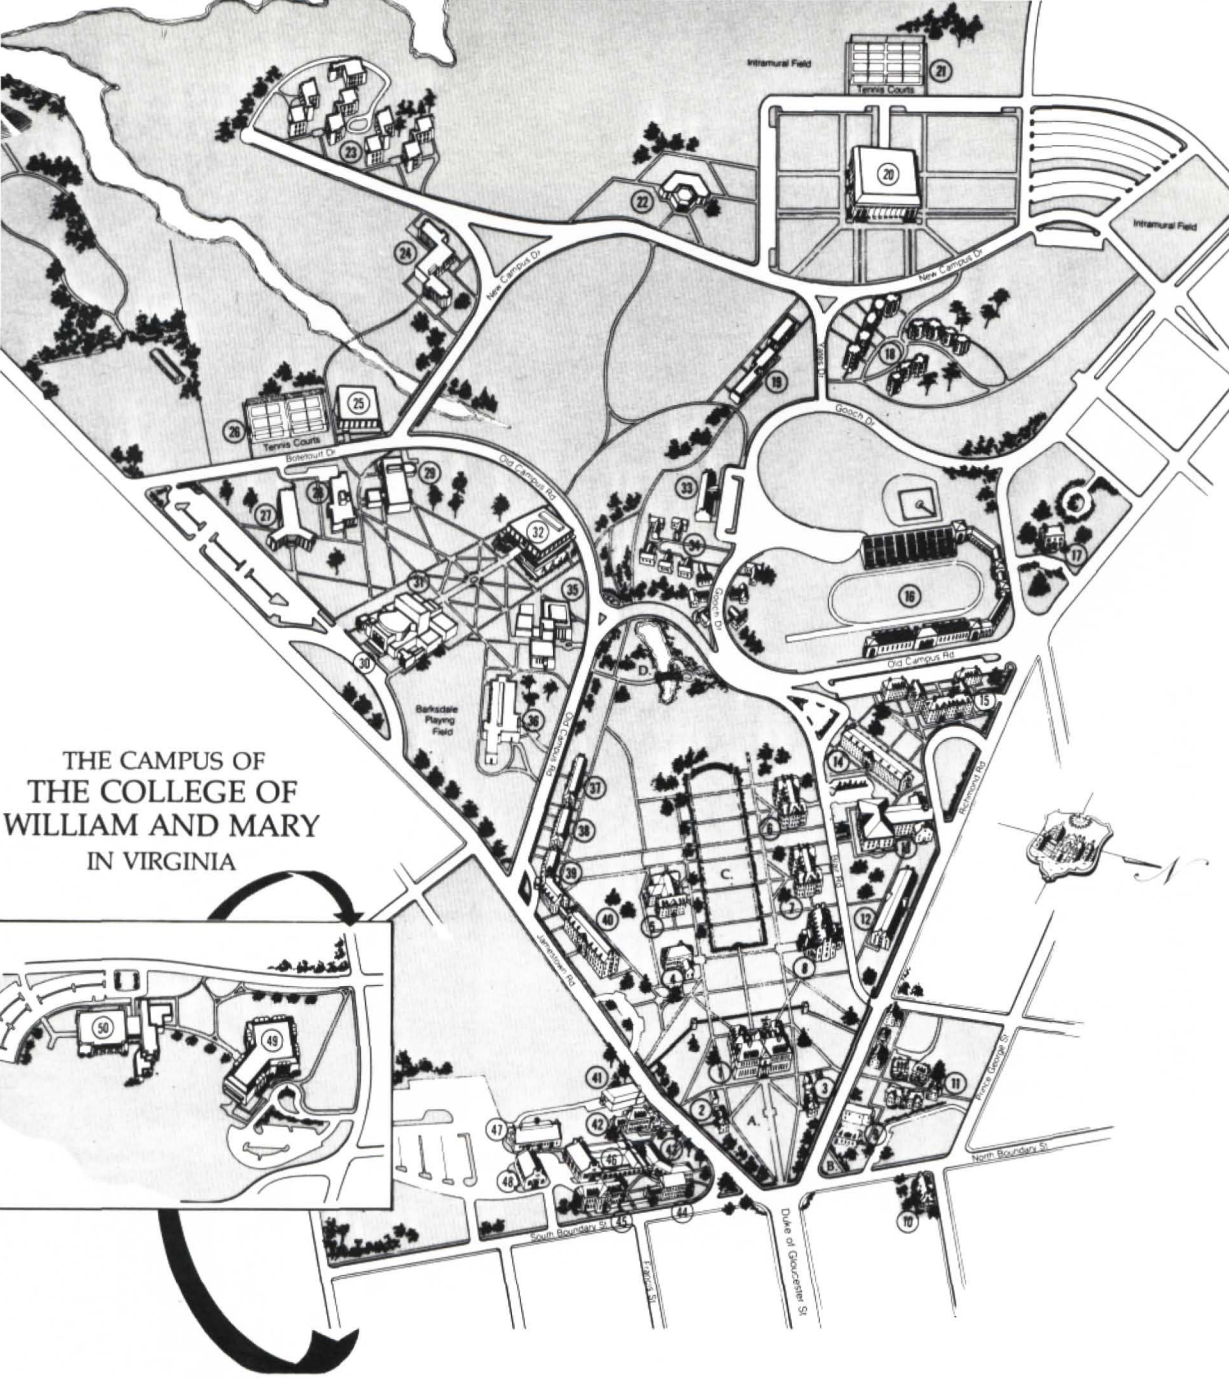 Intramural Field
21
Tennis Courts
23
20
22
Intramural Field
24
New Campus Dr
New Campus Dr
18
Yates Dr
19
25
Gooch Dr
26
Tennis Courts
Botetourt Dr
Old Campus Rd
29
28
33
27
32
34
17
31
35
16
Gooch Dr
30
Old Campus Rd
D.
15
36
Barksdale
Playing
Field
Old Campus Rd
14
37
Richmond Rd
6
38
THE CAMPUS OF
THE COLLEGE OF
WILLIAM AND MARY
IN VIRGINIA
39
C.
N
7
40
5
12
8
4
Jamestown Rd
50
49
1
Prince George St
41
11
3
2
A.
42
47
46
B.
North Boundary St
48
10
44
45
South Boundary St
Duke of Gloucester St
Francis St